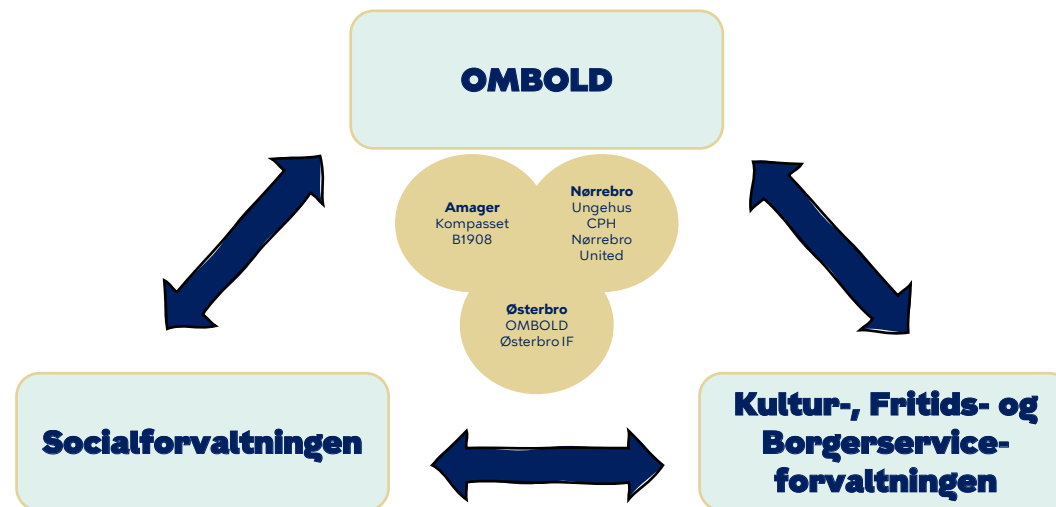 OMBOLD
Amager
Kompasset
B1908
Nørrebro
Ungehus
CPH
Nørrebro
United
Østerbro
OMBOLD
Østerbro IF
Socialforvaltningen
Kultur-, Fritids- og
Borgerservice-
forvaltningen